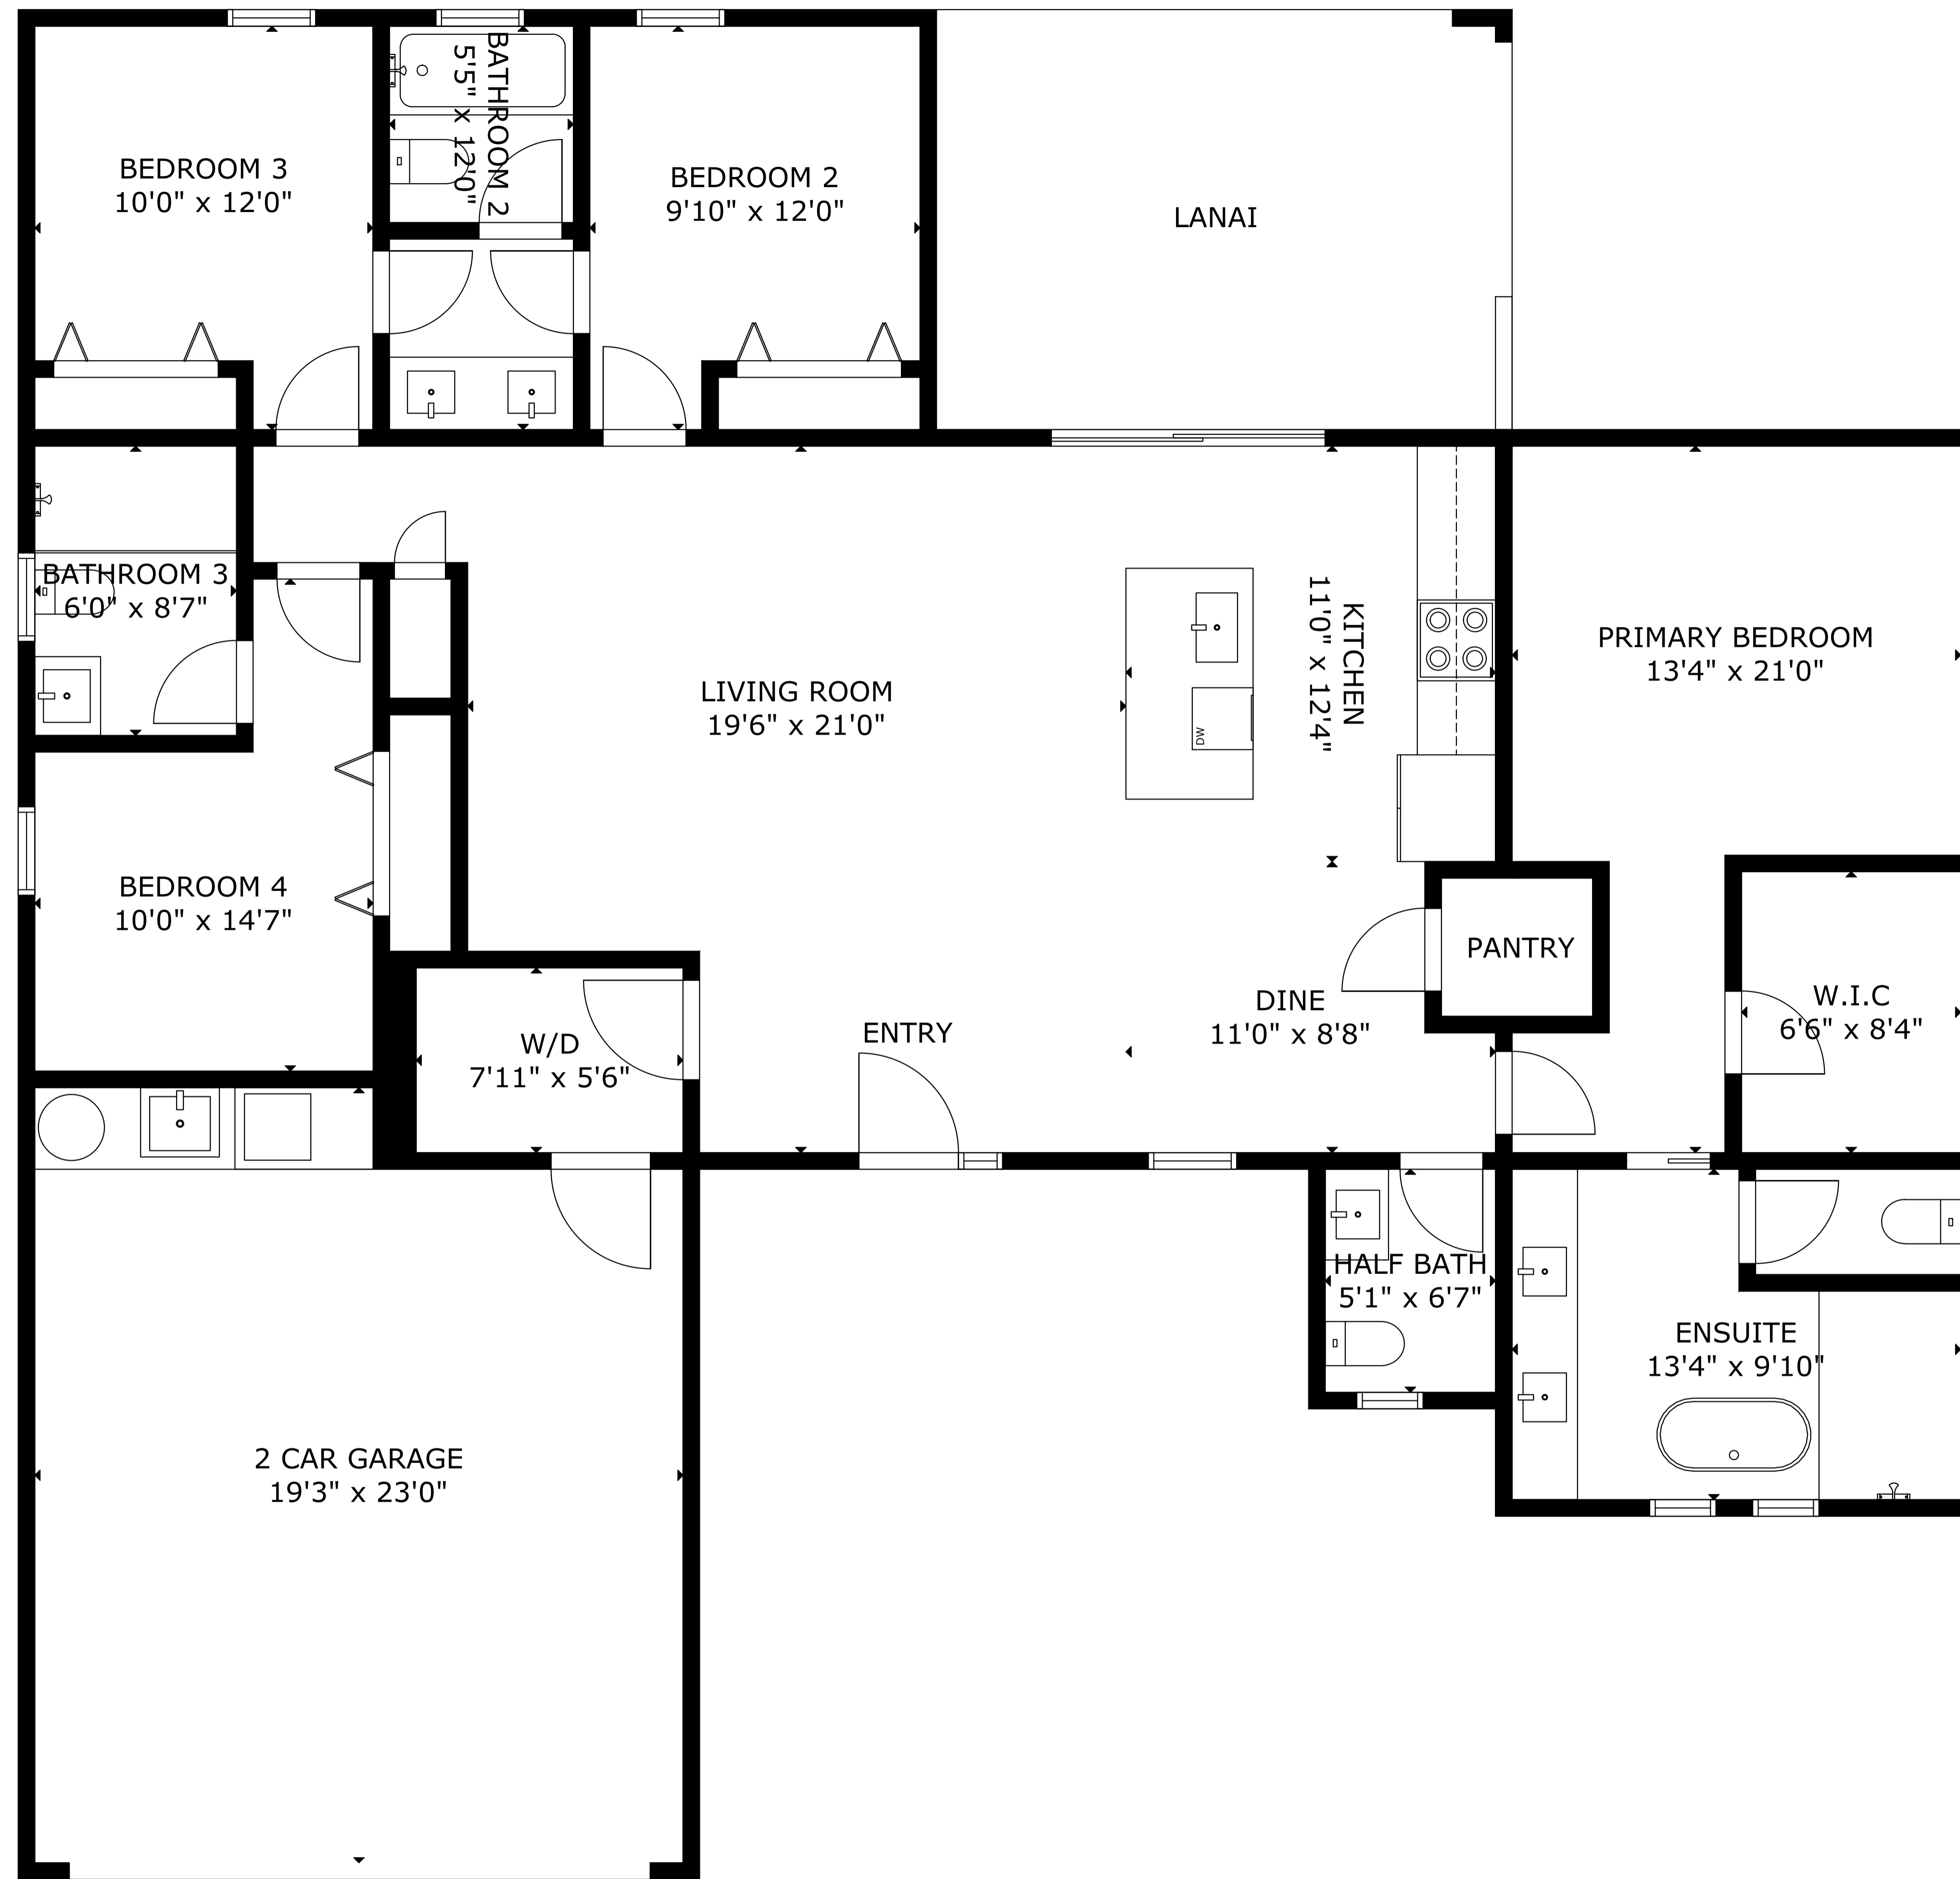 BEDROOM 3
10'0" x 12'0"
BATHROOM 2
5'5" x 12'0"
BEDROOM 2
9'10" x 12'0"
LANAI
BATHROOM 3
6'0" x 8'7"
LIVING ROOM
19'6" x 21'0"
KITCHEN
11'0" x 12'4"
DW
PRIMARY BEDROOM
13'4" x 21'0"
BEDROOM 4
10'0" x 14'7"
PANTRY
W.I.C
6'6" x 8'4"
DINE
11'0" x 8'8"
ENTRY
W/D
7'11" x 5'6"
HALF BATH
5'1" x 6'7"
ENSUITE
13'4" x 9'10"
2 CAR GARAGE
19'3" x 23'0"